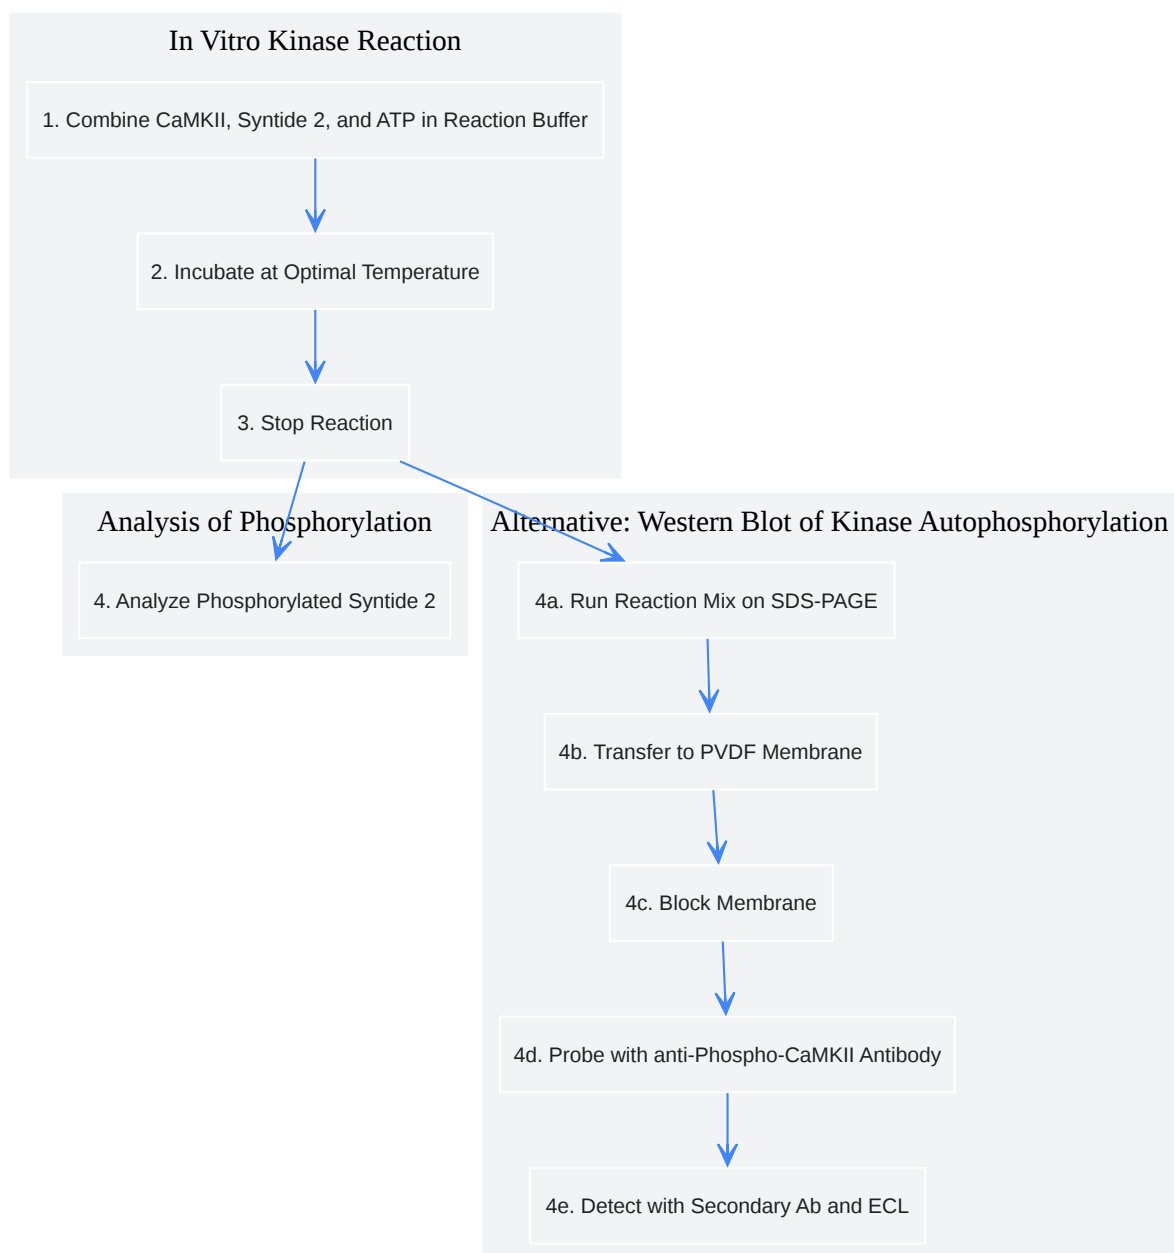 In Vitro Kinase Reaction
1. Combine CaMKII, Syntide 2, and ATP in Reaction Buffer
2. Incubate at Optimal Temperature
3. Stop Reaction
Analysis of Phosphorylation
4. Analyze Phosphorylated Syntide 2
Alternative: Western Blot of Kinase Autophosphorylation
4a. Run Reaction Mix on SDS-PAGE
4b. Transfer to PVDF Membrane
4c. Block Membrane
4d. Probe with anti-Phospho-CaMKII Antibody
4e. Detect with Secondary Ab and ECL